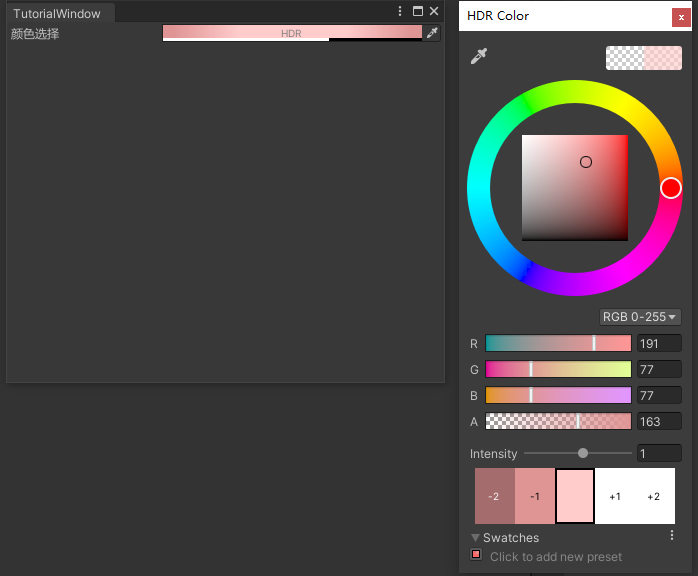 TutorialWindow
颜色选择
HDR
HDR Color
x
RGB 0-255
R
191
G
77
B
77
A
163
Intensity
1
-2
-1
+1
+2
Swatches
Click to add new preset